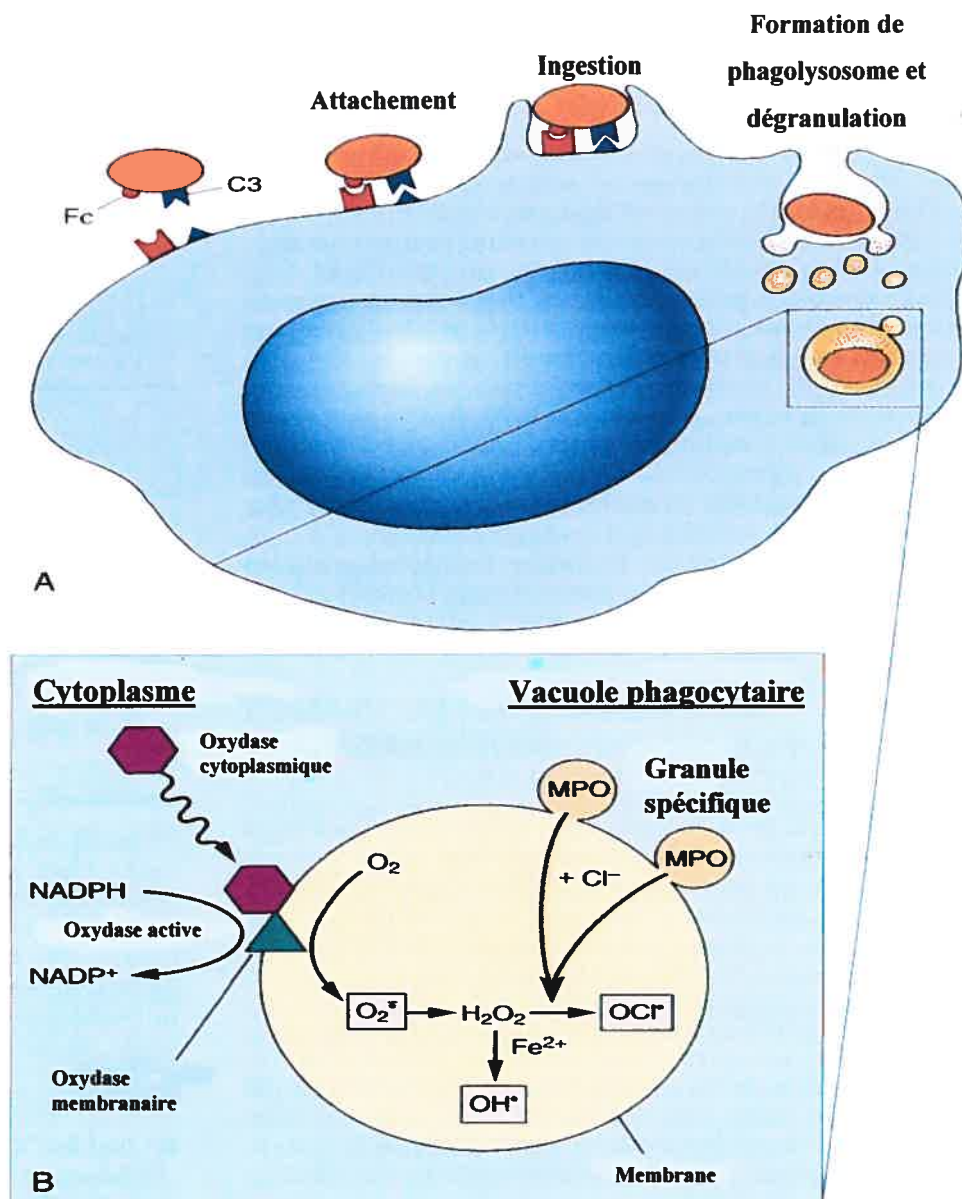 Formation de
phagolysosome et
dégranulation
Ingestion
Attachement
C3
Fc
A
Cytoplasme
Vacuole phagocytaire
Oxydase
cytoplasmique
Granule
spécifique
MPO
MPO
+ Cl⁻
O₂
NADPH
Oxydase active
NADP⁺
O₂•̄
H₂O₂
OCl•
Fe²⁺
OH•
Oxydase
membranaire
Membrane
B